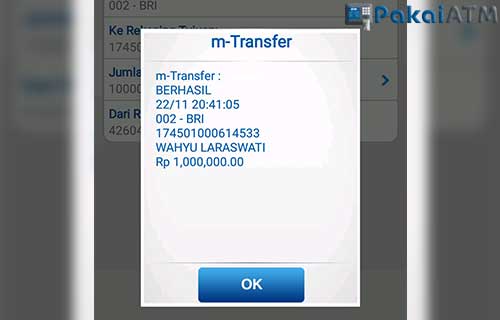 PakaiATM
002 - BRI
Ke Rekening Tujuan:
17450
Jumla
10000
Dari R
42604
m-Transfer
m-Transfer :
BERHASIL
22/11 20:41:05
002 - BRI
174501000614533
WAHYU LARASWATI
Rp 1,000,000.00
OK